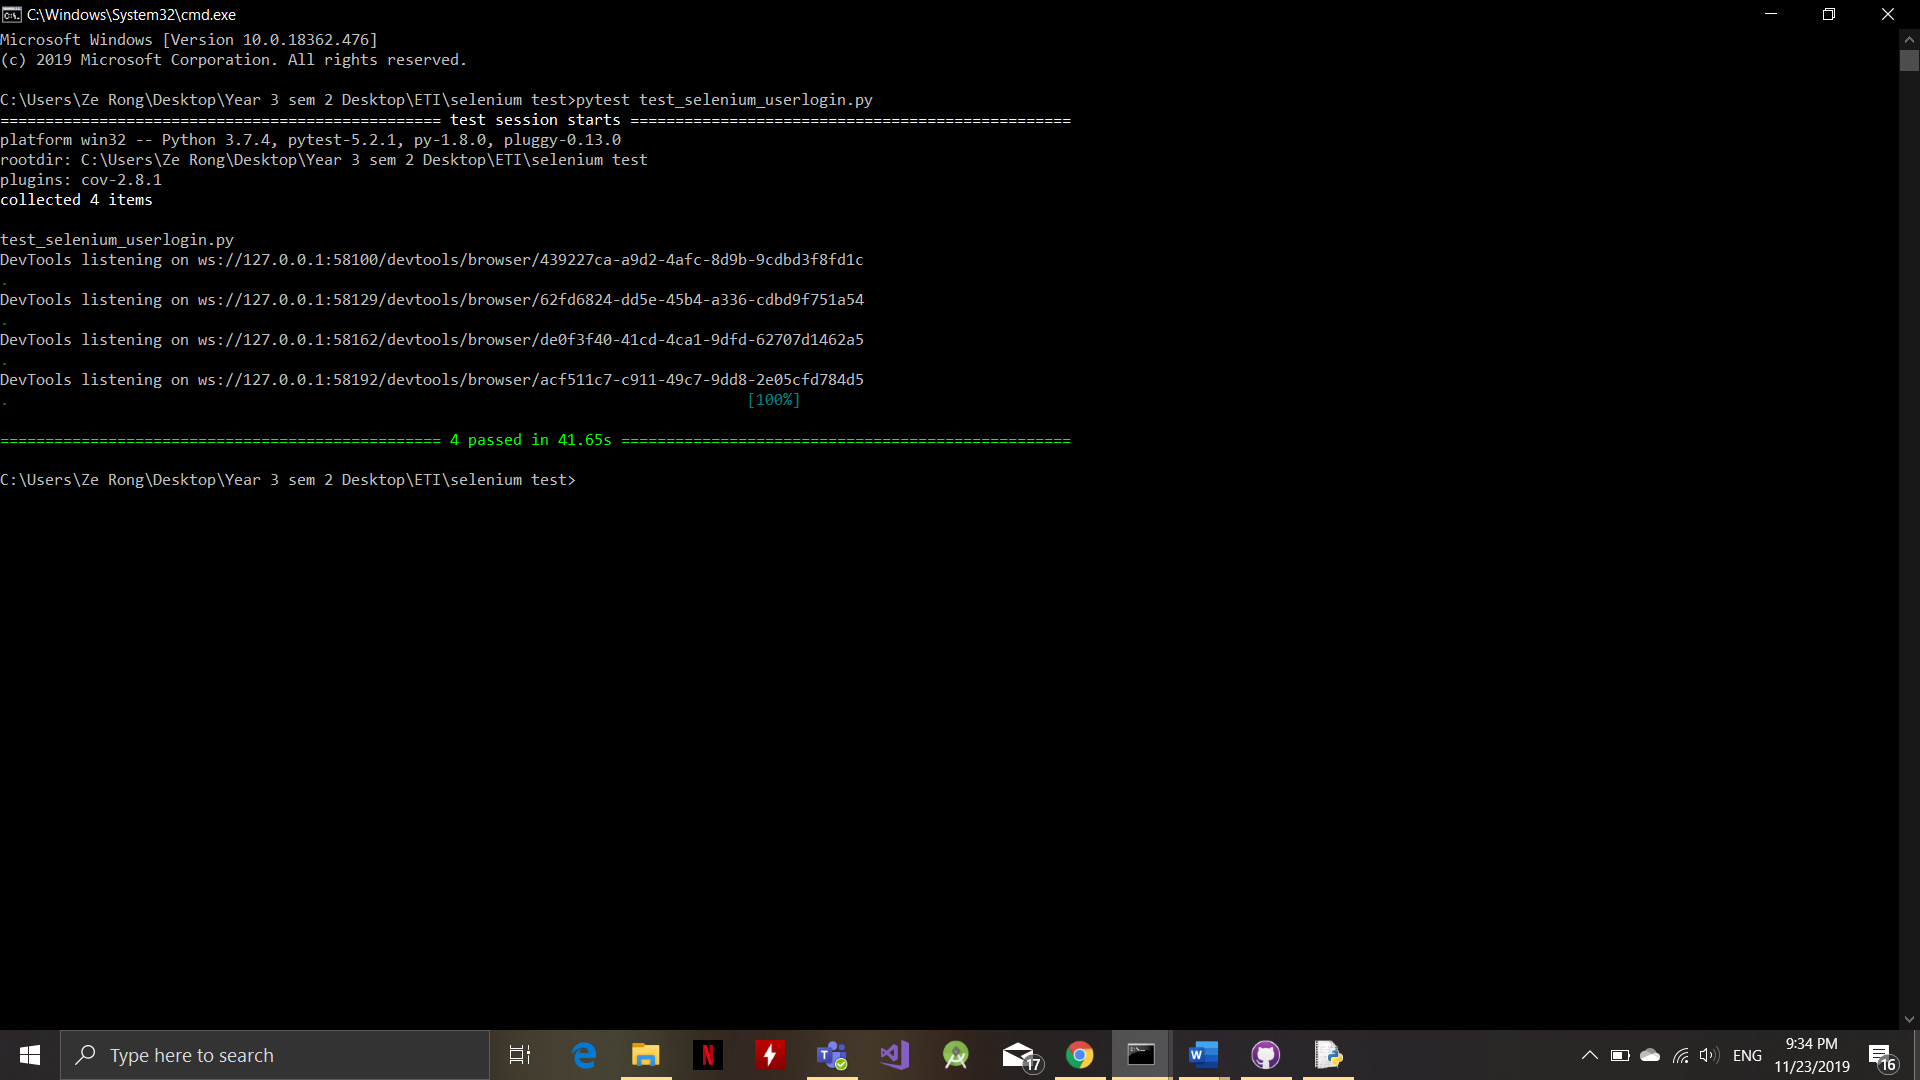 C:\Windows\System32\cmd.exe
Microsoft Windows [Version 10.0.18362.476]
(c) 2019 Microsoft Corporation. All rights reserved.
C:\Users\Ze Rong\Desktop\Year 3 sem 2 Desktop\ETI\selenium test>pytest test_selenium_userlogin.py
================================================= test session starts =================================================
platform win32 -- Python 3.7.4, pytest-5.2.1, py-1.8.0, pluggy-0.13.0
rootdir: C:\Users\Ze Rong\Desktop\Year 3 sem 2 Desktop\ETI\selenium test
plugins: cov-2.8.1
collected 4 items
test_selenium_userlogin.py
DevTools listening on ws://127.0.0.1:58100/devtools/browser/439227ca-a9d2-4afc-8d9b-9cdbd3f8fd1c
.
DevTools listening on ws://127.0.0.1:58129/devtools/browser/62fd6824-dd5e-45b4-a336-cdbd9f751a54
.
DevTools listening on ws://127.0.0.1:58162/devtools/browser/de0f3f40-41cd-4ca1-9dfd-62707d1462a5
.
DevTools listening on ws://127.0.0.1:58192/devtools/browser/acf511c7-c911-49c7-9dd8-2e05cfd784d5
. [100%]
================================================= 4 passed in 41.65s ==================================================
C:\Users\Ze Rong\Desktop\Year 3 sem 2 Desktop\ETI\selenium test>
Type here to search
17
ENG
9:34 PM
11/23/2019
16